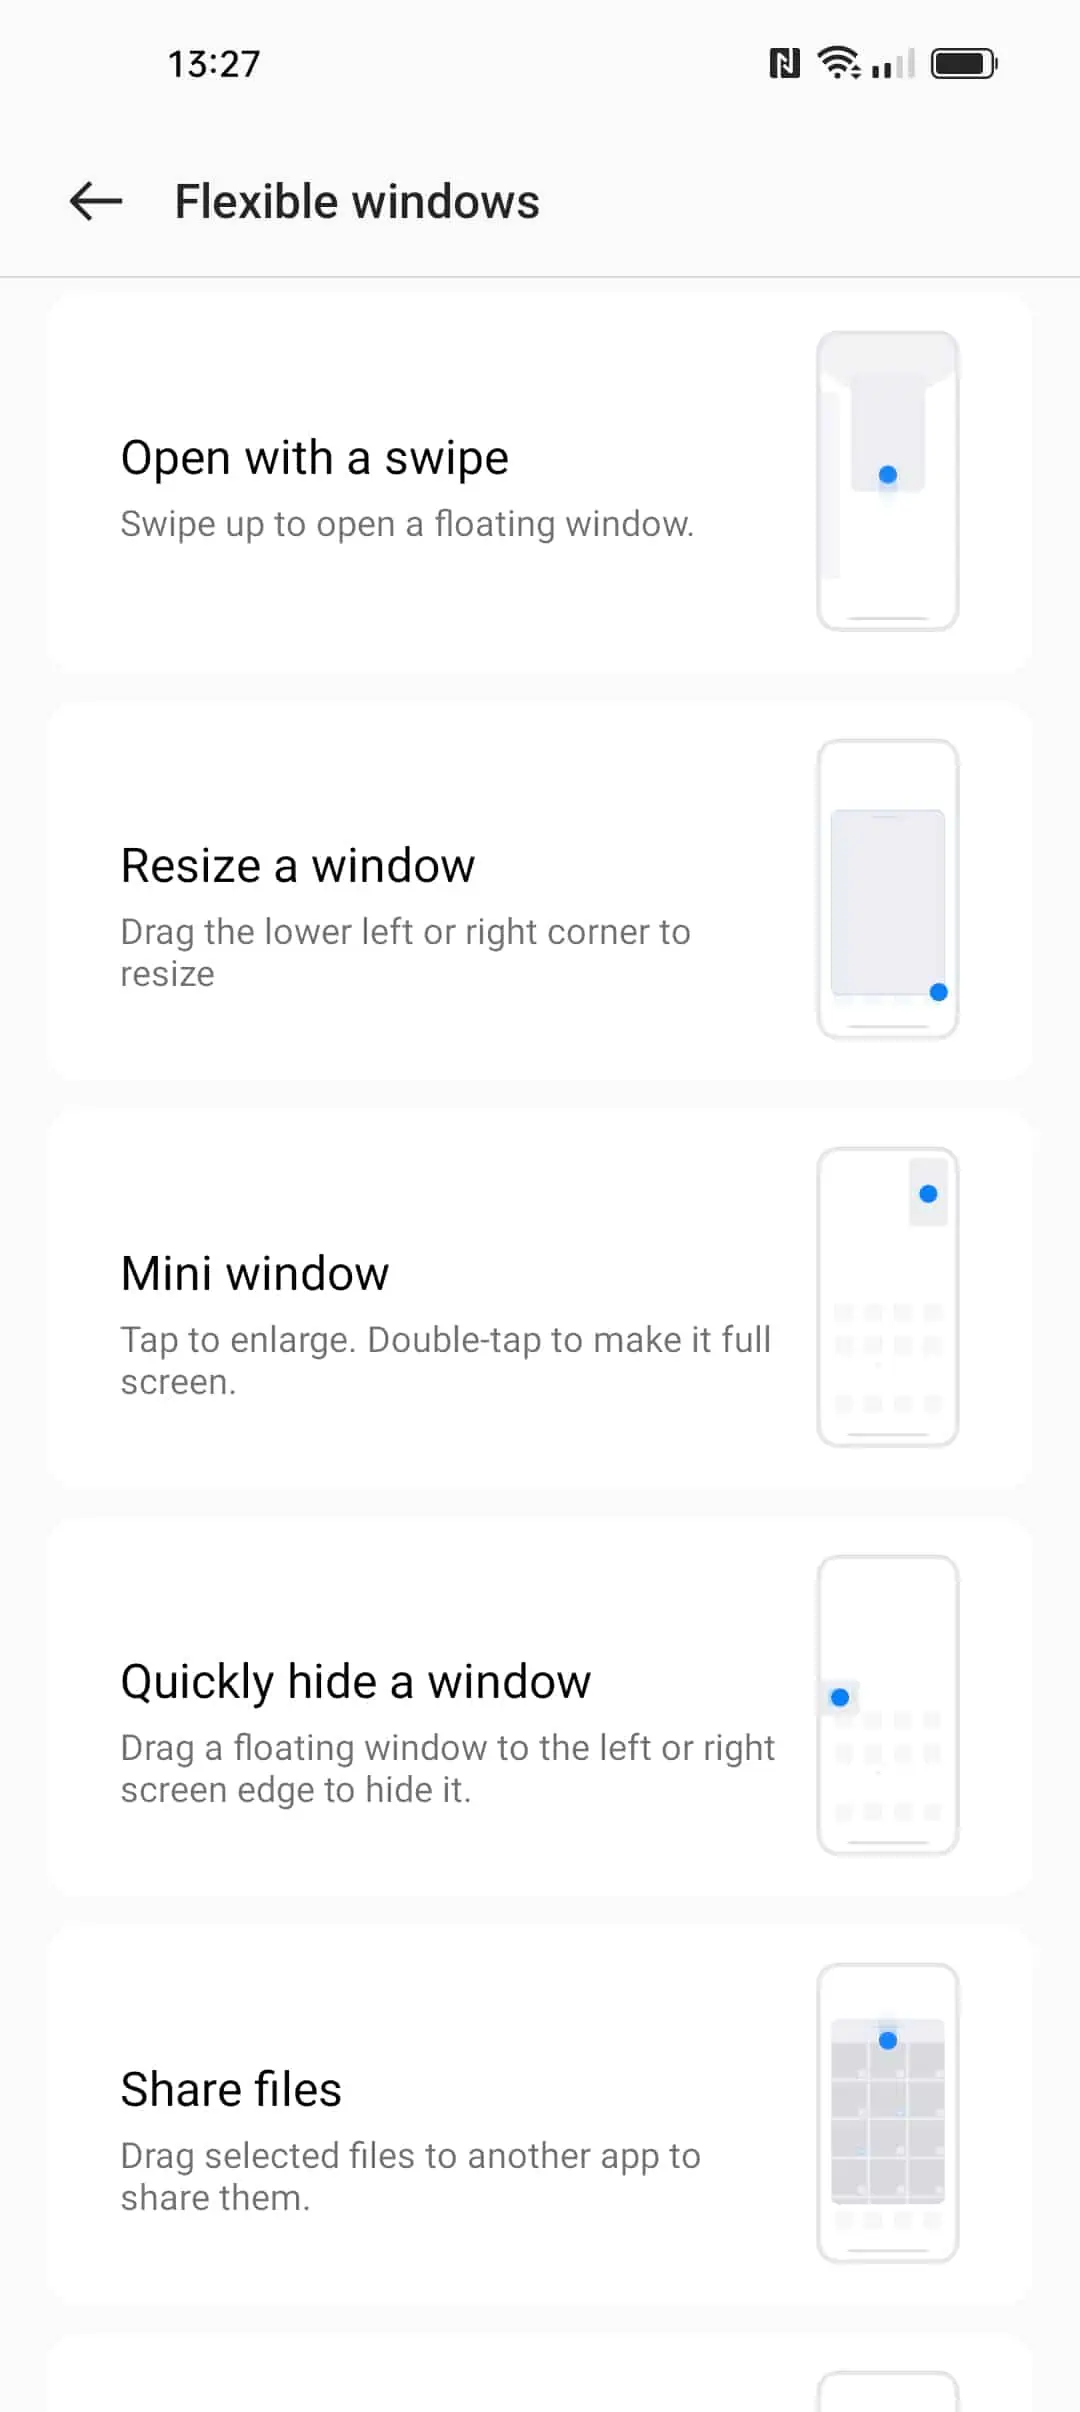 13:27
Flexible windows
Open with a swipe
Swipe up to open a floating window.
Resize a window
Drag the lower left or right corner to
resize
Mini window
Tap to enlarge. Double-tap to make it full
screen.
Quickly hide a window
Drag a floating window to the left or right
screen edge to hide it.
Share files
Drag selected files to another app to
share them.